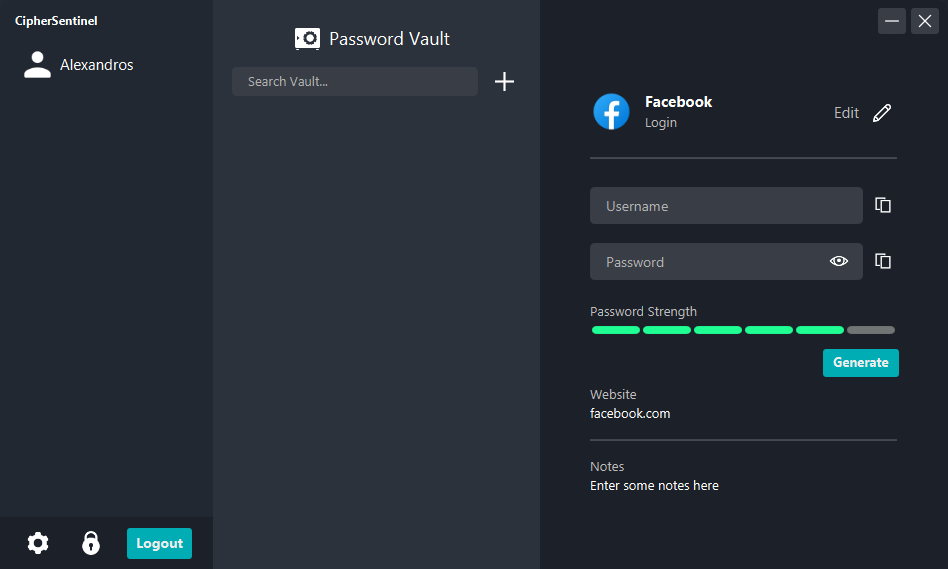 CipherSentinel
Alexandros
Logout
Password Vault
Search Vault...
Facebook
Login
Edit
Username
Password
Password Strength
Generate
Website
facebook.com
Notes
Enter some notes here